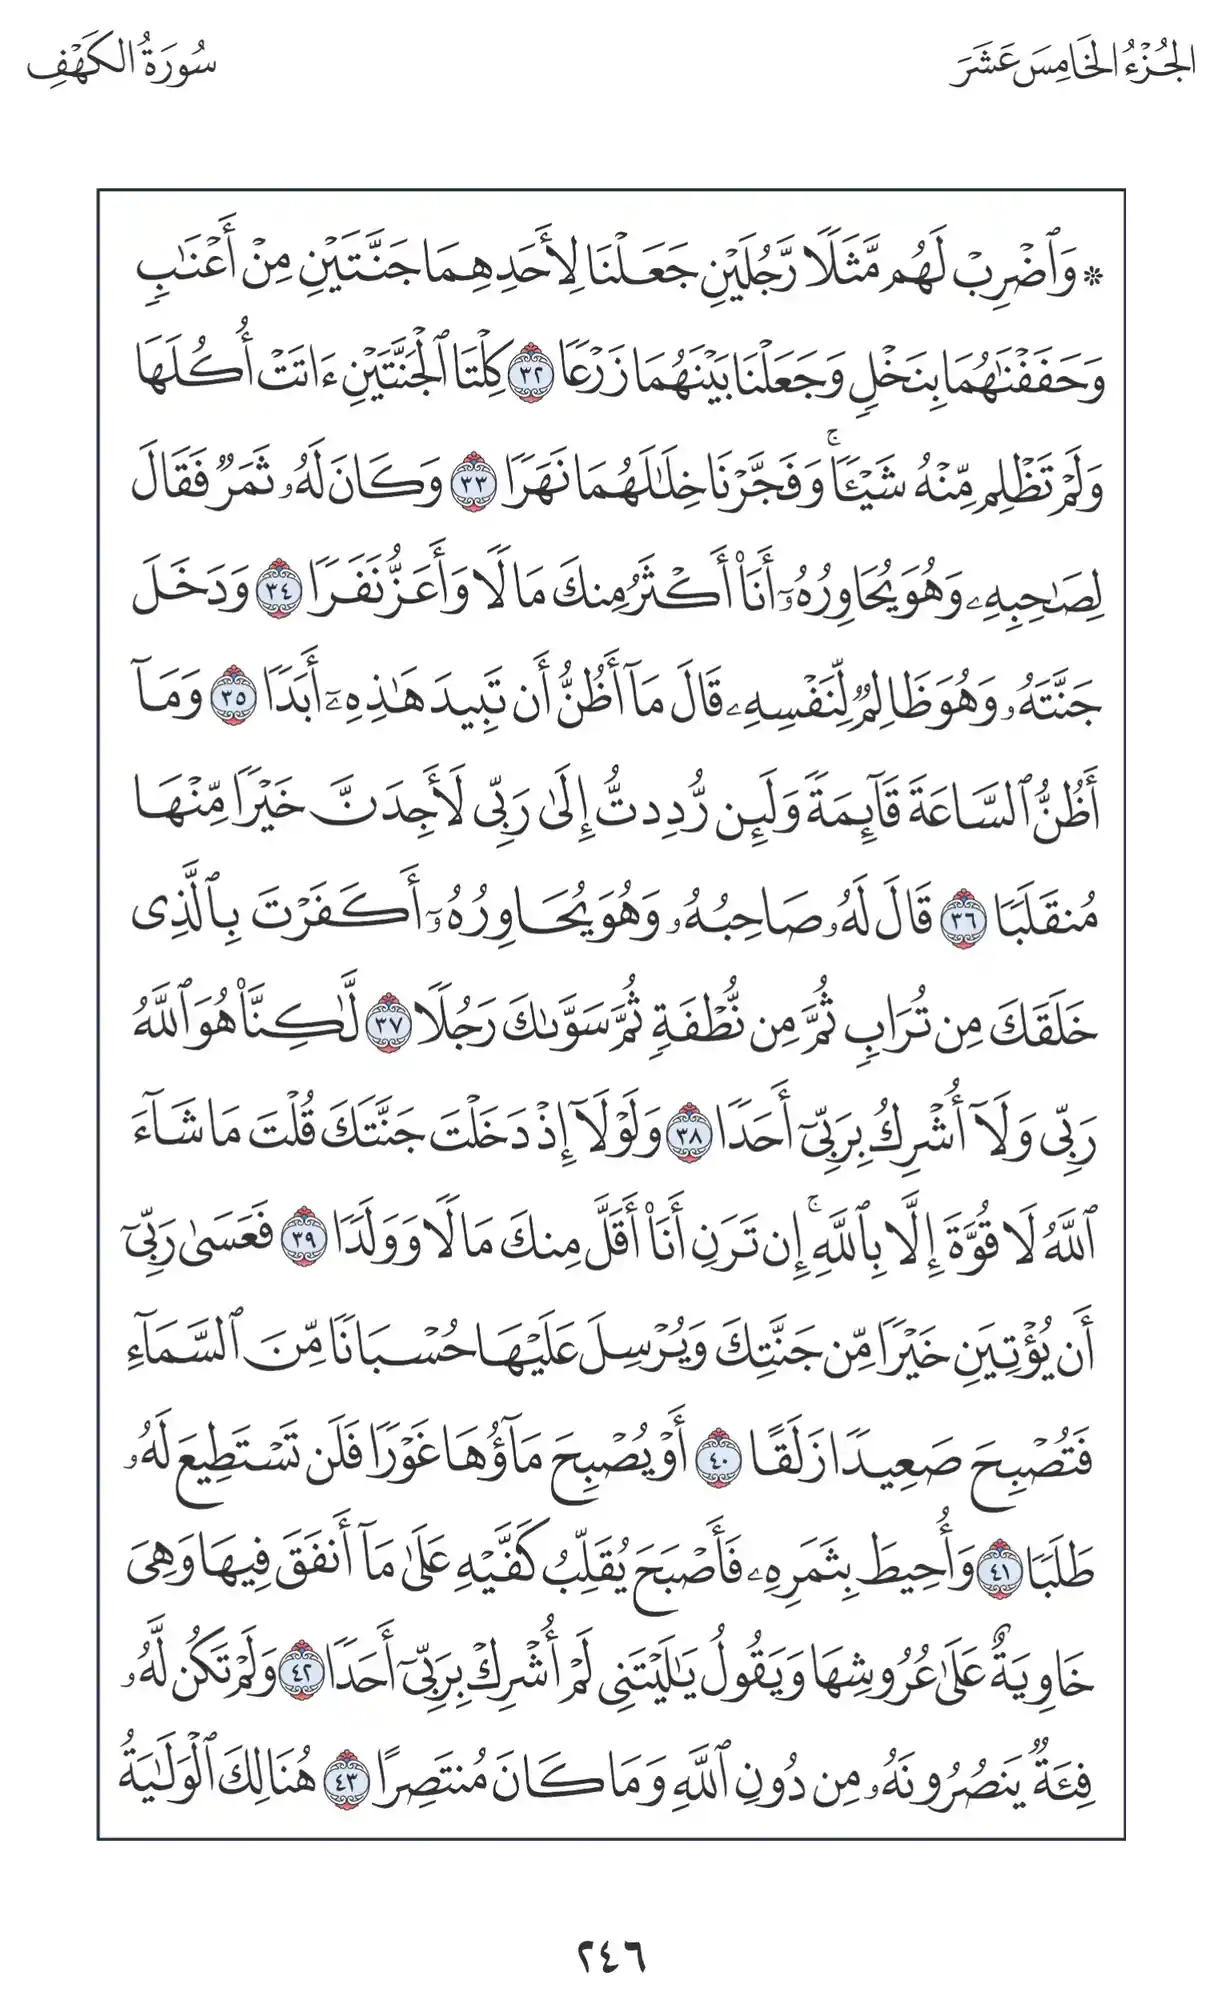 الجُزْءُ الخَامِسَ عَشَرَ
سُورَةُ الكَهْفِ
۞ وَٱضْرِبْ لَهُم مَّثَلًا رَّجُلَيْنِ جَعَلْنَا لِأَحَدِهِمَا جَنَّتَيْنِ مِنْ أَعْنَٰبٍ
وَحَفَفْنَٰهُمَا بِنَخْلٍ وَجَعَلْنَا بَيْنَهُمَا زَرْعًا ٣٢ كِلْتَا ٱلْجَنَّتَيْنِ ءَاتَتْ أُكُلَهَا
وَلَمْ تَظْلِم مِّنْهُ شَيْـًٔا ۚ وَفَجَّرْنَا خِلَٰلَهُمَا نَهَرًا ٣٣ وَكَانَ لَهُۥ ثَمَرٌ فَقَالَ
لِصَٰحِبِهِۦ وَهُوَ يُحَاوِرُهُۥٓ أَنَا۠ أَكْثَرُ مِنكَ مَالًا وَأَعَزُّ نَفَرًا ٣٤ وَدَخَلَ
جَنَّتَهُۥ وَهُوَ ظَالِمٌ لِّنَفْسِهِۦ قَالَ مَآ أَظُنُّ أَن تَبِيدَ هَٰذِهِۦٓ أَبَدًا ٣٥ وَمَآ
أَظُنُّ ٱلسَّاعَةَ قَآئِمَةً وَلَئِن رُّدِدتُّ إِلَىٰ رَبِّى لَأَجِدَنَّ خَيْرًا مِّنْهَا
مُنقَلَبًا ٣٦ قَالَ لَهُۥ صَاحِبُهُۥ وَهُوَ يُحَاوِرُهُۥٓ أَكَفَرْتَ بِٱلَّذِى
خَلَقَكَ مِن تُرَابٍ ثُمَّ مِن نُّطْفَةٍ ثُمَّ سَوَّىٰكَ رَجُلًا ٣٧ لَّٰكِنَّا۠ هُوَ ٱللَّهُ
رَبِّى وَلَآ أُشْرِكُ بِرَبِّىٓ أَحَدًا ٣٨ وَلَوْلَآ إِذْ دَخَلْتَ جَنَّتَكَ قُلْتَ مَا شَآءَ
ٱللَّهُ لَا قُوَّةَ إِلَّا بِٱللَّهِ ۚ إِن تَرَنِ أَنَا۠ أَقَلَّ مِنكَ مَالًا وَوَلَدًا ٣٩ فَعَسَىٰ رَبِّىٓ
أَن يُؤْتِيَنِ خَيْرًا مِّن جَنَّتِكَ وَيُرْسِلَ عَلَيْهَا حُسْبَانًا مِّنَ ٱلسَّمَآءِ
فَتُصْبِحَ صَعِيدًا زَلَقًا ٤٠ أَوْ يُصْبِحَ مَآؤُهَا غَوْرًا فَلَن تَسْتَطِيعَ لَهُۥ
طَلَبًا ٤١ وَأُحِيطَ بِثَمَرِهِۦ فَأَصْبَحَ يُقَلِّبُ كَفَّيْهِ عَلَىٰ مَآ أَنفَقَ فِيهَا وَهِىَ
خَاوِيَةٌ عَلَىٰ عُرُوشِهَا وَيَقُولُ يَٰلَيْتَنِى لَمْ أُشْرِكْ بِرَبِّىٓ أَحَدًا ٤٢ وَلَمْ تَكُن لَّهُۥ
فِئَةٌ يَنصُرُونَهُۥ مِن دُونِ ٱللَّهِ وَمَا كَانَ مُنتَصِرًا ٤٣ هُنَالِكَ ٱلْوَلَٰيَةُ
٢٤٦